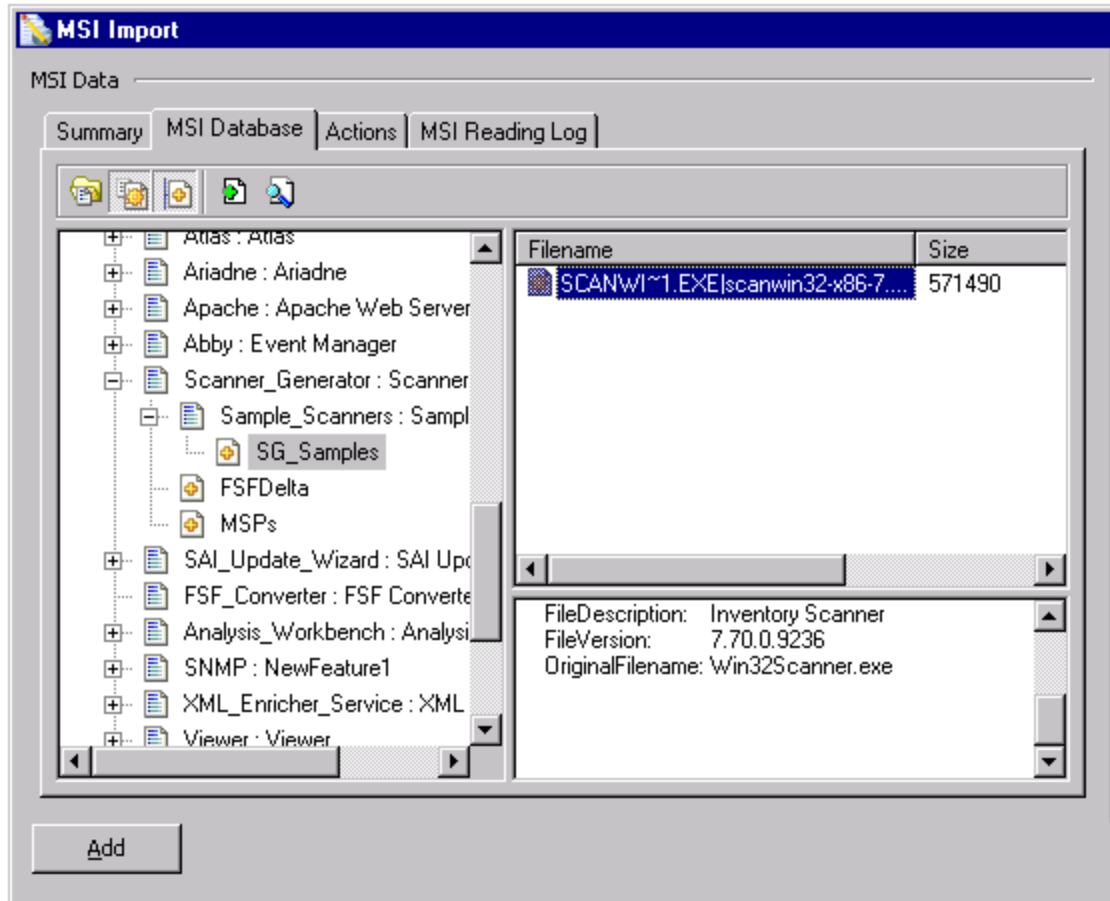 MSI Import
MSI Data
Summary MSI Database Actions MSI Reading Log
Atlas : Atlas
Ariadne : Ariadne
Apache : Apache Web Server
Abby : Event Manager
Scanner_Generator : Scanner
Sample_Scanners : Sampl
SG_Samples
FSFDelta
MSPs
SAI_Update_Wizard : SAI Upd
FSF_Converter : FSF Converte
Analysis_Workbench : Analysi
SNMP : NewFeature1
XML_Enricher_Service : XML
Viewer : Viewer
Filename Size
SCANWI~1.EXE|scanwin32-x86-7.... 571490
FileDescription: Inventory Scanner
FileVersion: 7.70.0.9236
OriginalFilename: Win32Scanner.exe
Add